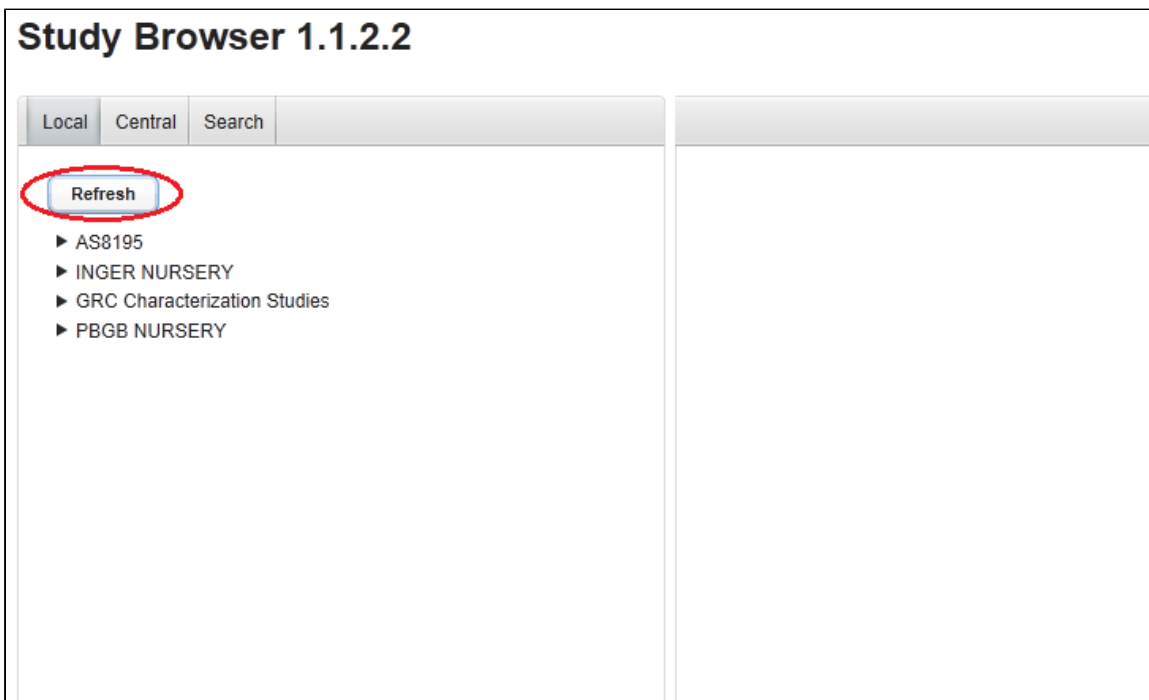 Study Browser 1.1.2.2
Local Central Search
Refresh
AS8195
INGER NURSERY
GRC Characterization Studies
PBGB NURSERY